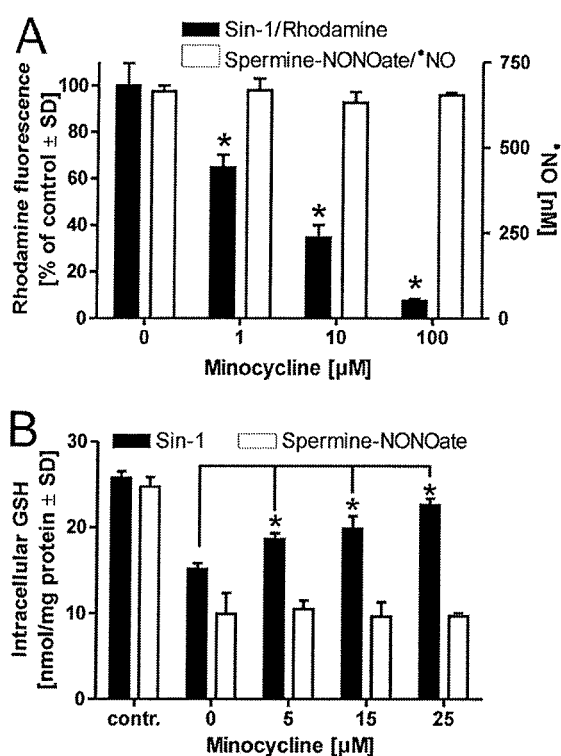 A
Sin-1/Rhodamine
Spermine-NONOate/•NO
Rhodamine fluorescence
[% of control ± SD]
100
80
60
40
20
0
750
500
250
0
•NO [nM]
*
*
*
0 1 10 100
Minocycline [µM]
B
Sin-1 Spermine-NONOate
Intracellular GSH
[nmol/mg protein ± SD]
30
20
10
0
* * *
contr. 0 5 15 25
Minocycline [µM]